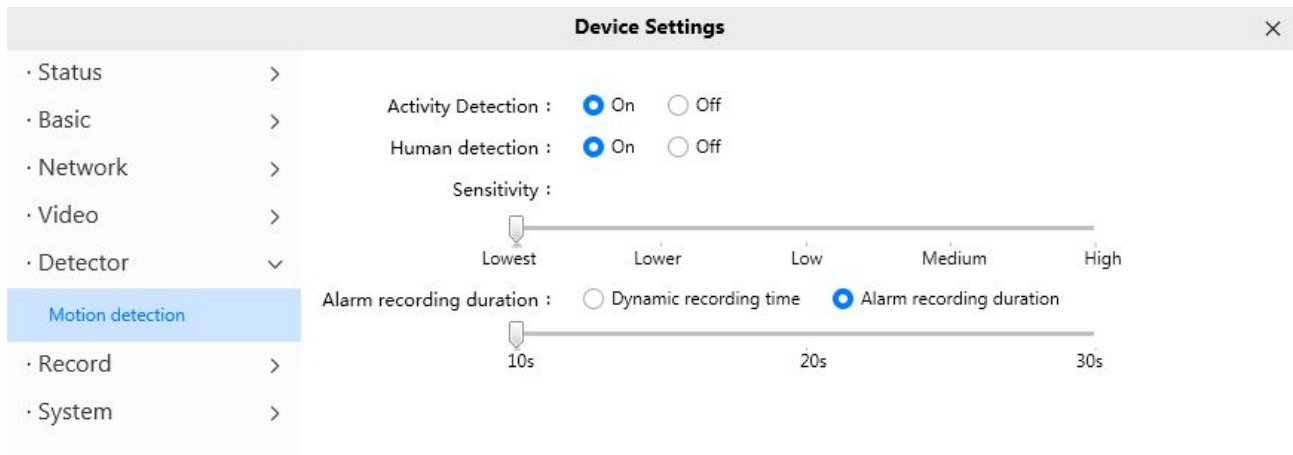 Device Settings
· Status
· Basic
· Network
· Video
· Detector
Motion detection
· Record
· System
Activity Detection : On Off
Human detection : On Off
Sensitivity :
Lowest Lower Low Medium High
Alarm recording duration : Dynamic recording time Alarm recording duration
10s 20s 30s